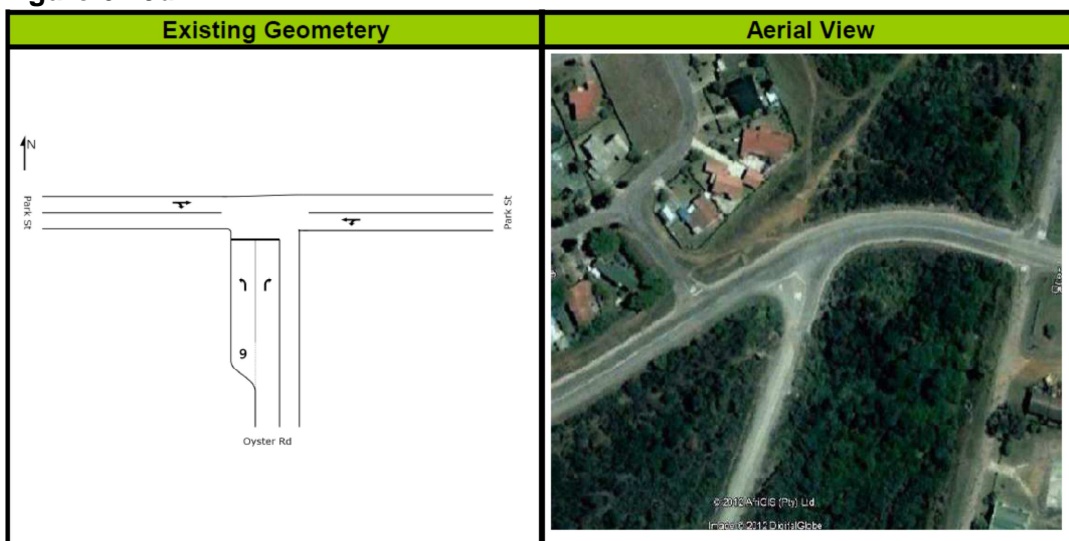 Existing Geometery
Aerial View
N
Park St
Park St
9
Oyster Rd
© 2012 AfriGIS (Pty) Ltd.
Image © 2012 DigitalGlobe